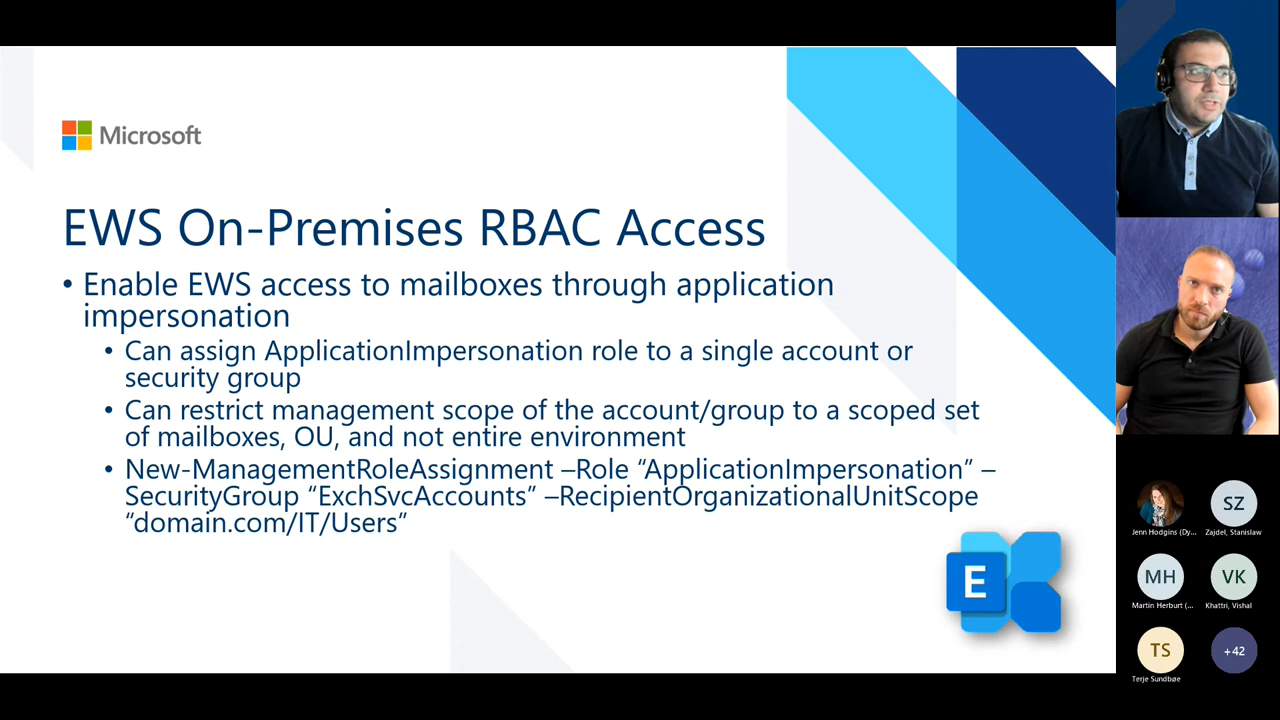 Microsoft
EWS On-Premises RBAC Access
• Enable EWS access to mailboxes through application
impersonation
• Can assign ApplicationImpersonation role to a single account or
security group
• Can restrict management scope of the account/group to a scoped set
of mailboxes, OU, and not entire environment
• New-ManagementRoleAssignment –Role “ApplicationImpersonation” –
SecurityGroup “ExchSvcAccounts” –RecipientOrganizationalUnitScope
“domain.com/IT/Users”
E
SZ
Jenn Hodgins (Dy...
Zajdel, Stanislaw
MH
VK
Martin Herburt (...
Khattri, Vishal
TS
+42
Terje Sundbøe